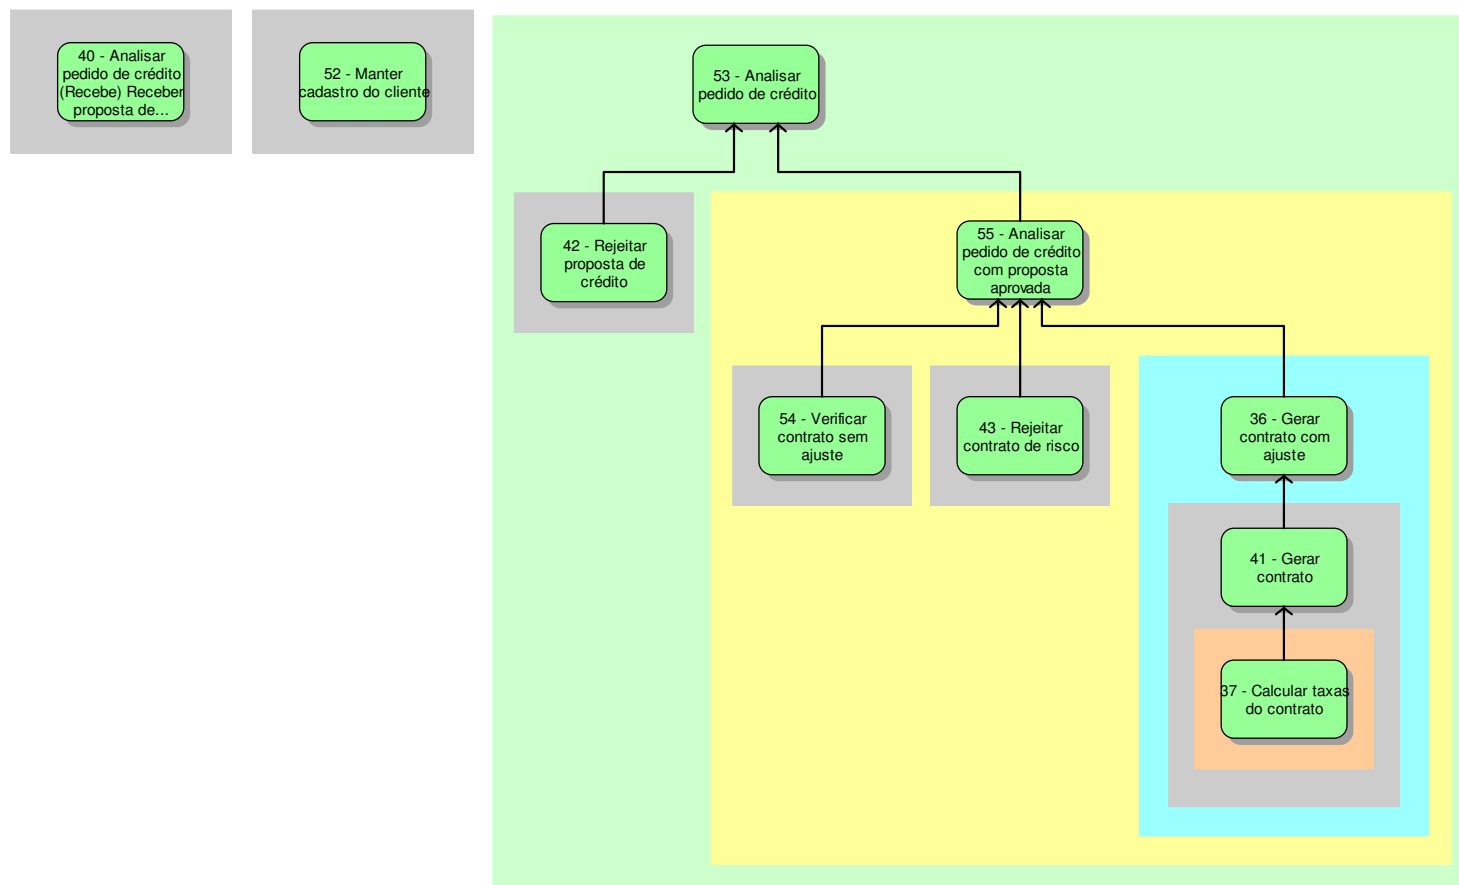 40 - Analisar
pedido de crédito
(Recebe) Receber
proposta de...
52 - Manter
cadastro do cliente
53 - Analisar
pedido de crédito
42 - Rejeitar
proposta de
crédito
55 - Analisar
pedido de crédito
com proposta
aprovada
54 - Verificar
contrato sem
ajuste
43 - Rejeitar
contrato de risco
36 - Gerar
contrato com
ajuste
41 - Gerar
contrato
37 - Calcular taxas
do contrato